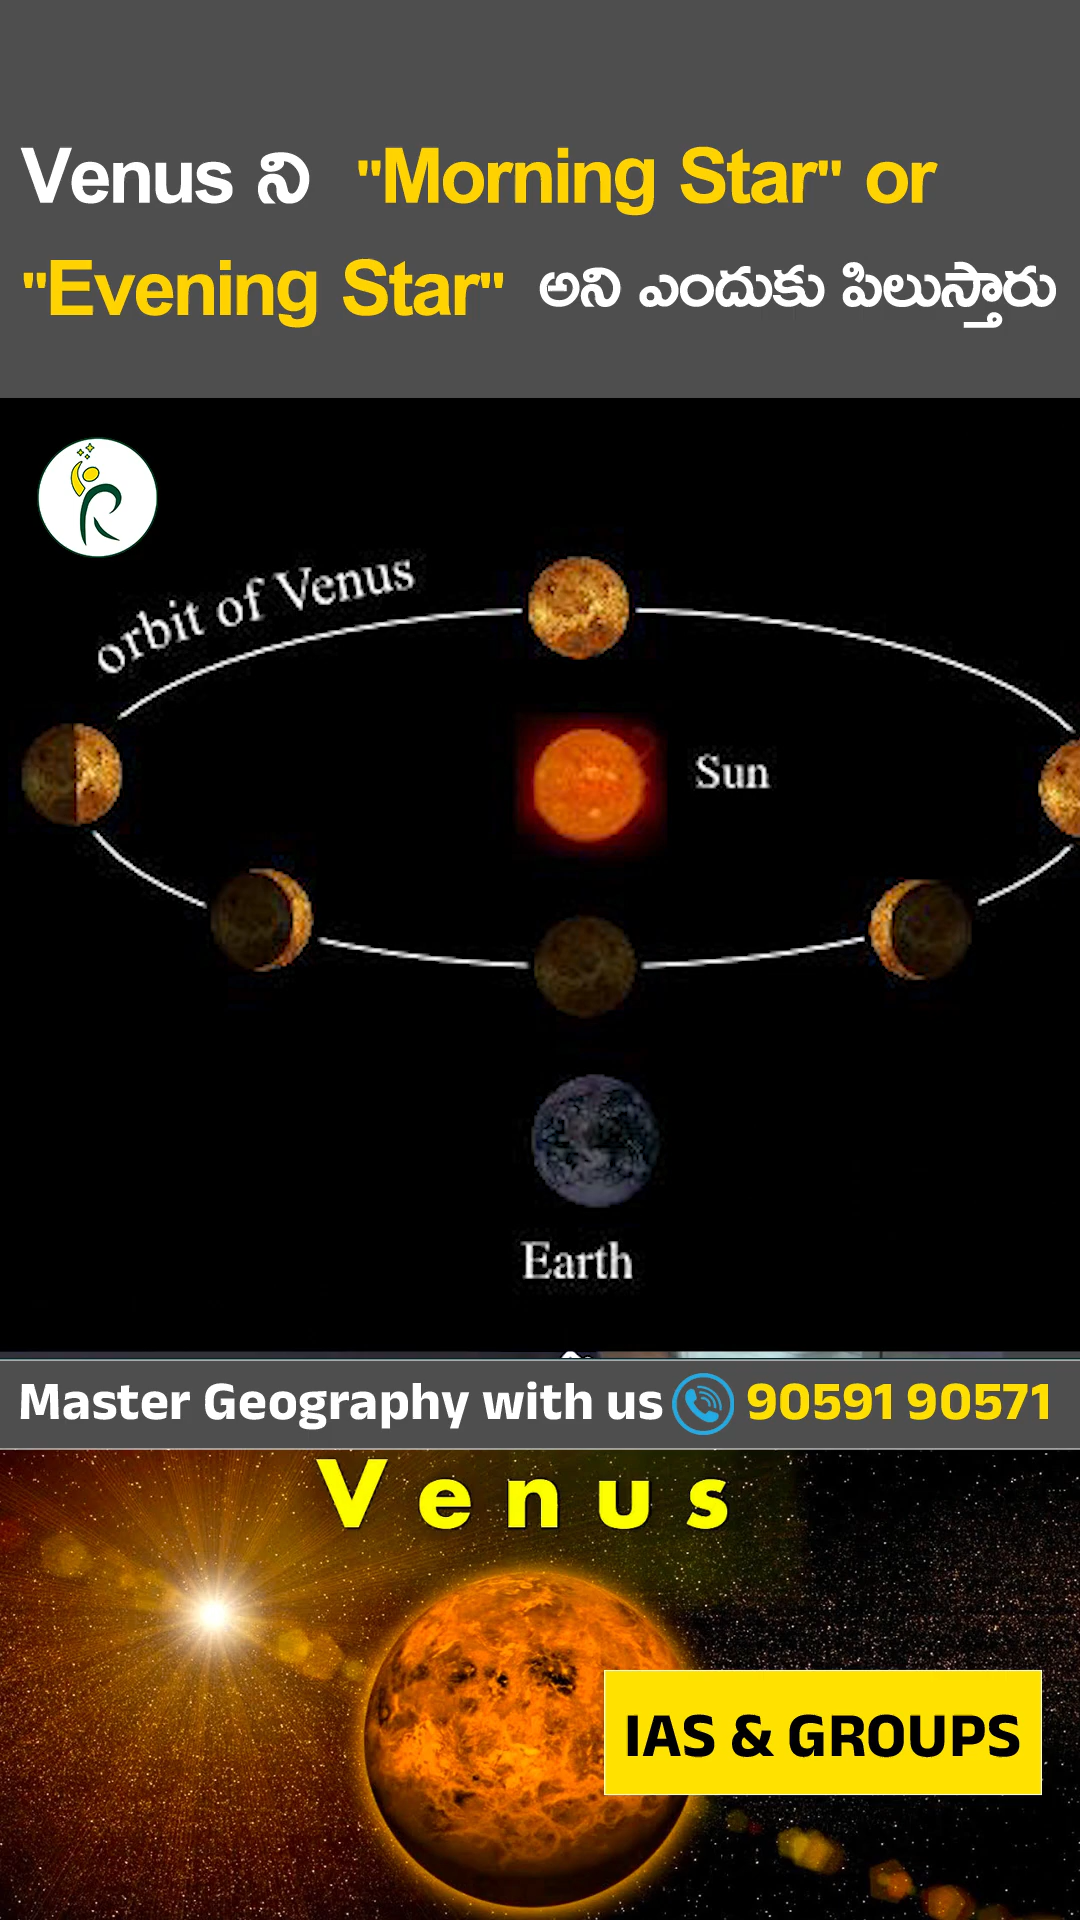 Venus ని "Morning Star" or
"Evening Star" అని ఎందుకు పిలుస్తారు
orbit of Venus
Sun
Earth
Master Geography with us 90591 90571
Venus
IAS & GROUPS